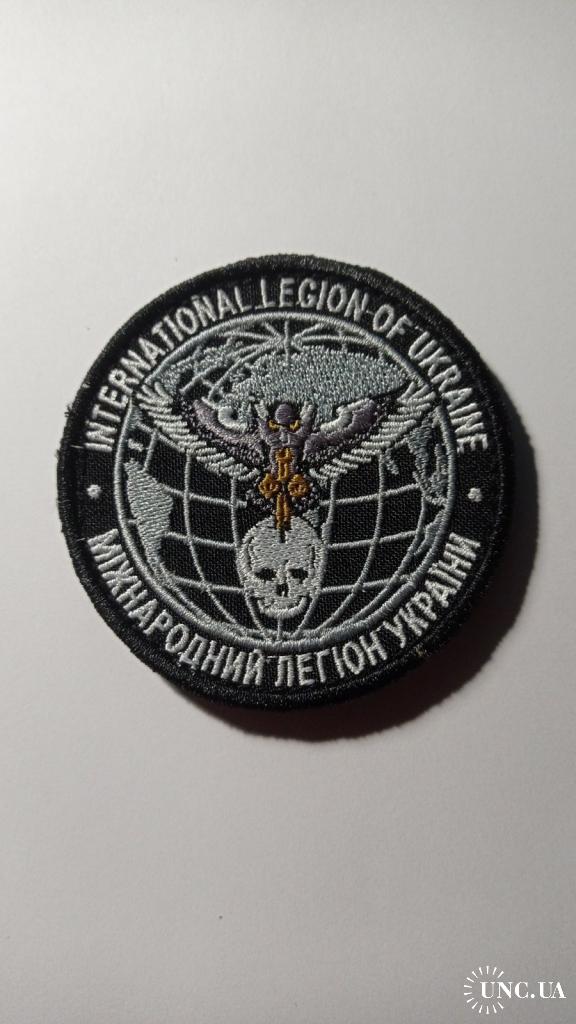 INTERNATIONAL LEGION OF UKRAINE
МІЖНАРОДНИЙ ЛЕГІОН УКРАЇНИ
UNC.UA